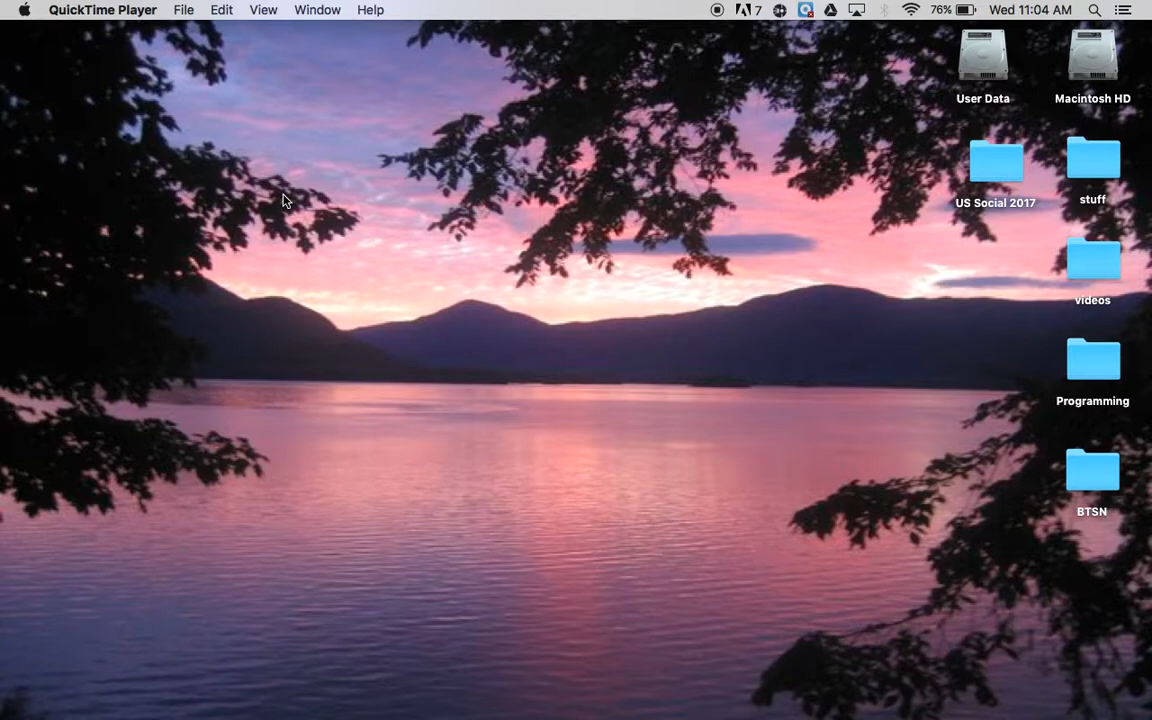 QuickTime Player File Edit View Window Help 7 76% Wed 11:04 AM
User Data Macintosh HD
US Social 2017 stuff
videos
Programming
BTSN